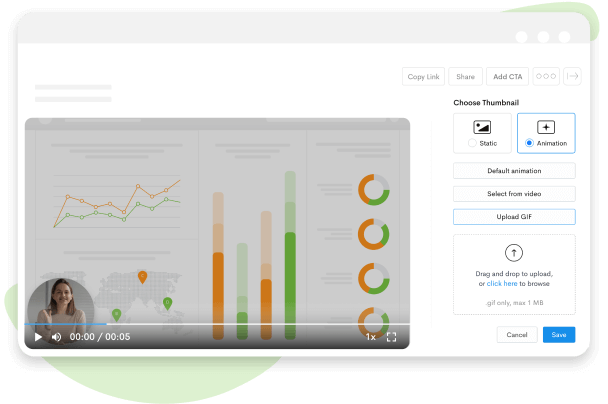 Copy Link
Share
Add CTA
Choose Thumbnail
Static
Animation
Default animation
Select from video
Upload GIF
Drag and drop to upload,
or click here to browse
.gif only, max 1 MB
Cancel
Save
00:00 / 00:05
1x